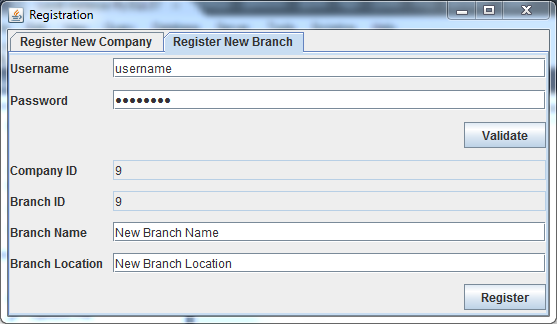 Registration
Register New Company Register New Branch
Username username
Password ●●●●●●●●
Validate
Company ID 9
Branch ID 9
Branch Name New Branch Name
Branch Location New Branch Location
Register